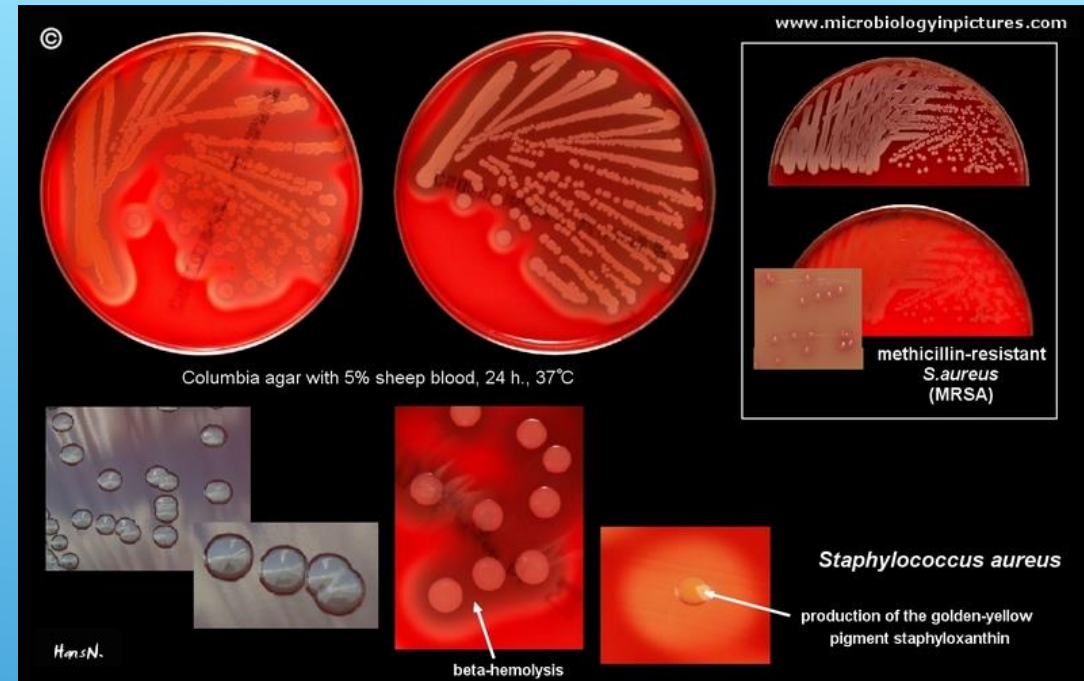 ©
www.microbiologyinpictures.com
methicillin-resistant
S.aureus
(MRSA)
Columbia agar with 5% sheep blood, 24 h., 37°C
Staphylococcus aureus
production of the golden-yellow
pigment staphyloxanthin
beta-hemolysis
HansN.